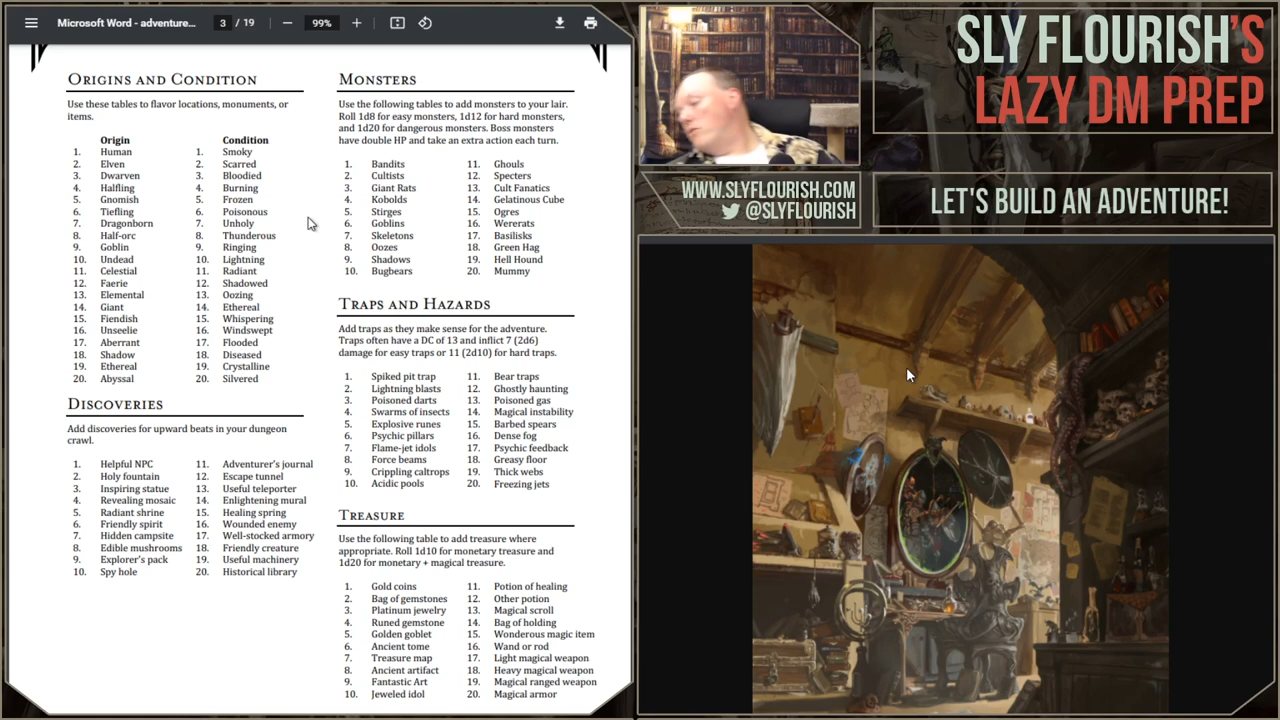 Microsoft Word - adventure...
3 / 19
99%
ORIGINS AND CONDITION
Use these tables to flavor locations, monuments, or
items.
Origin Condition
1. Human 1. Smoky
2. Elven 2. Scarred
3. Dwarven 3. Bloodied
4. Halfling 4. Burning
5. Gnomish 5. Frozen
6. Tiefling 6. Poisonous
7. Dragonborn 7. Unholy
8. Half-orc 8. Thunderous
9. Goblin 9. Ringing
10. Undead 10. Lightning
11. Celestial 11. Radiant
12. Faerie 12. Shadowed
13. Elemental 13. Oozing
14. Giant 14. Ethereal
15. Fiendish 15. Whispering
16. Unseelie 16. Windswept
17. Aberrant 17. Flooded
18. Shadow 18. Diseased
19. Ethereal 19. Crystalline
20. Abyssal 20. Silvered
DISCOVERIES
Add discoveries for upward beats in your dungeon
crawl.
1. Helpful NPC 11. Adventurer's journal
2. Holy fountain 12. Escape tunnel
3. Inspiring statue 13. Useful teleporter
4. Revealing mosaic 14. Enlightening mural
5. Radiant shrine 15. Healing spring
6. Friendly spirit 16. Wounded enemy
7. Hidden campsite 17. Well-stocked armory
8. Edible mushrooms 18. Friendly creature
9. Explorer's pack 19. Useful machinery
10. Spy hole 20. Historical library
MONSTERS
Use the following tables to add monsters to your lair.
Roll 1d8 for easy monsters, 1d12 for hard monsters,
and 1d20 for dangerous monsters. Boss monsters
have double HP and take an extra action each turn.
1. Bandits 11. Ghouls
2. Cultists 12. Specters
3. Giant Rats 13. Cult Fanatics
4. Kobolds 14. Gelatinous Cube
5. Stirges 15. Ogres
6. Goblins 16. Wererats
7. Skeletons 17. Basilisks
8. Oozes 18. Green Hag
9. Shadows 19. Hell Hound
10. Bugbears 20. Mummy
TRAPS AND HAZARDS
Add traps as they make sense for the adventure.
Traps often have a DC of 13 and inflict 7 (2d6)
damage for easy traps or 11 (2d10) for hard traps.
1. Spiked pit trap 11. Bear traps
2. Lightning blasts 12. Ghostly haunting
3. Poisoned darts 13. Poisoned gas
4. Swarms of insects 14. Magical instability
5. Explosive runes 15. Barbed spears
6. Psychic pillars 16. Dense fog
7. Flame-jet idols 17. Psychic feedback
8. Force beams 18. Greasy floor
9. Crippling caltrops 19. Thick webs
10. Acidic pools 20. Freezing jets
TREASURE
Use the following table to add treasure where
appropriate. Roll 1d10 for monetary treasure and
1d20 for monetary + magical treasure.
1. Gold coins 11. Potion of healing
2. Bag of gemstones 12. Other potion
3. Platinum jewelry 13. Magical scroll
4. Runed gemstone 14. Bag of holding
5. Golden goblet 15. Wonderous magic item
6. Ancient tome 16. Wand or rod
7. Treasure map 17. Light magical weapon
8. Ancient artifact 18. Heavy magical weapon
9. Fantastic Art 19. Magical ranged weapon
10. Jeweled idol 20. Magical armor
SLY FLOURISH'S
LAZY DM PREP
WWW.SLYFLOURISH.COM
@SLYFLOURISH
LET'S BUILD AN ADVENTURE!